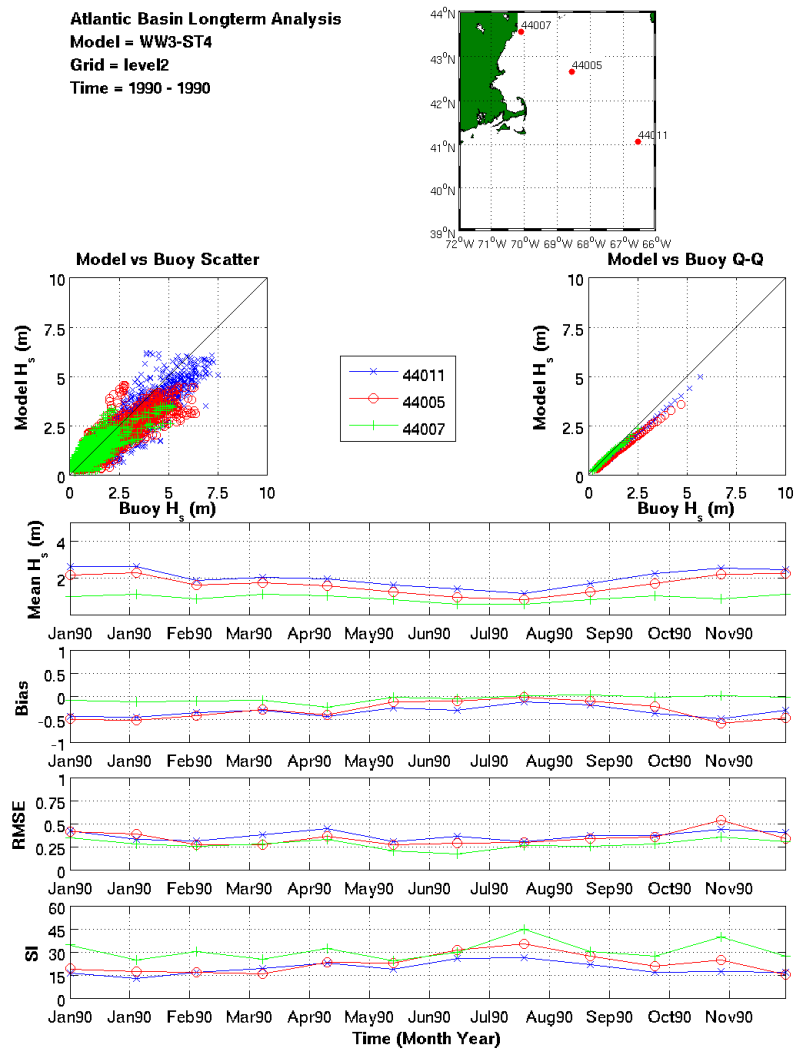 Atlantic Basin Longterm Analysis
Model = WW3-ST4
Grid = level2
Time = 1990 - 1990
44°N
43°N
42°N
41°N
40°N
39°N
72°W 71°W 70°W 69°W 68°W 67°W 66°W
44007
44005
44011
Model vs Buoy Scatter
Model Hs (m)
10
7.5
5
2.5
0
0 2.5 5 7.5 10
Buoy Hs (m)
44011
44005
44007
Model vs Buoy Q-Q
Model Hs (m)
10
7.5
5
2.5
0
0 2.5 5 7.5 10
Buoy Hs (m)
Mean Hs (m)
4
2
Jan90 Jan90 Feb90 Mar90 Apr90 May90 Jun90 Jul90 Aug90 Sep90 Oct90 Nov90
Bias
1
0.5
0
-0.5
-1
Jan90 Jan90 Feb90 Mar90 Apr90 May90 Jun90 Jul90 Aug90 Sep90 Oct90 Nov90
RMSE
1
0.75
0.5
0.25
0
Jan90 Jan90 Feb90 Mar90 Apr90 May90 Jun90 Jul90 Aug90 Sep90 Oct90 Nov90
SI
60
45
30
15
0
Jan90 Jan90 Feb90 Mar90 Apr90 May90 Jun90 Jul90 Aug90 Sep90 Oct90 Nov90
Time (Month Year)